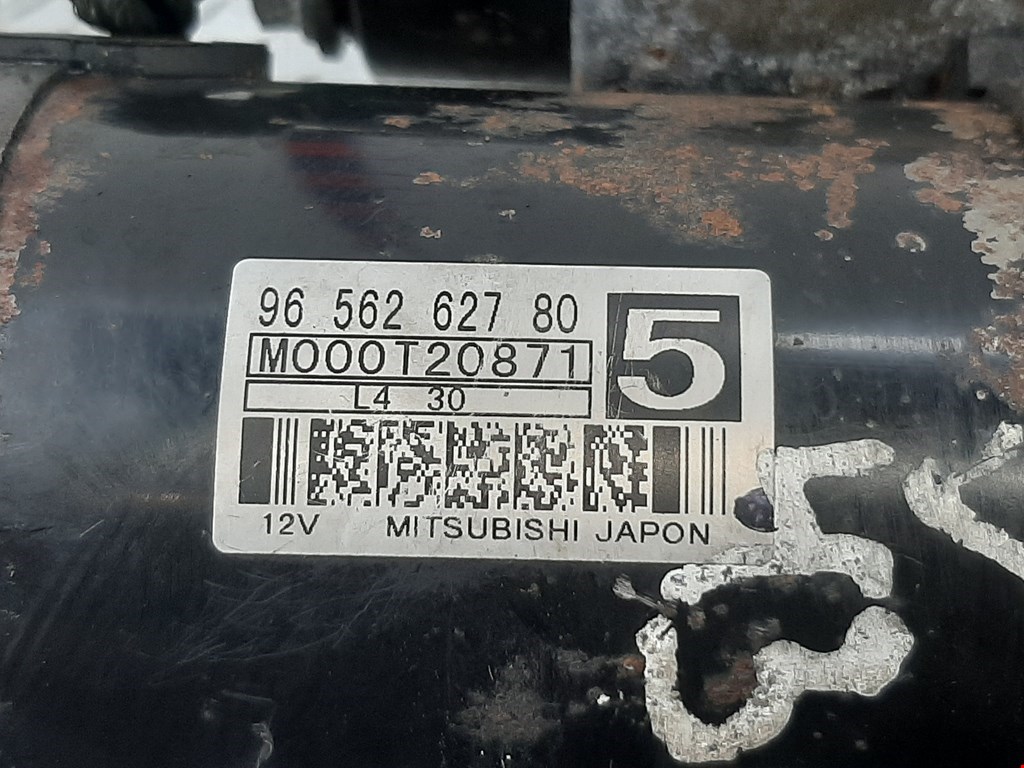 96 562 627 80
5
M000T20871
L4 30
12V MITSUBISHI JAPON